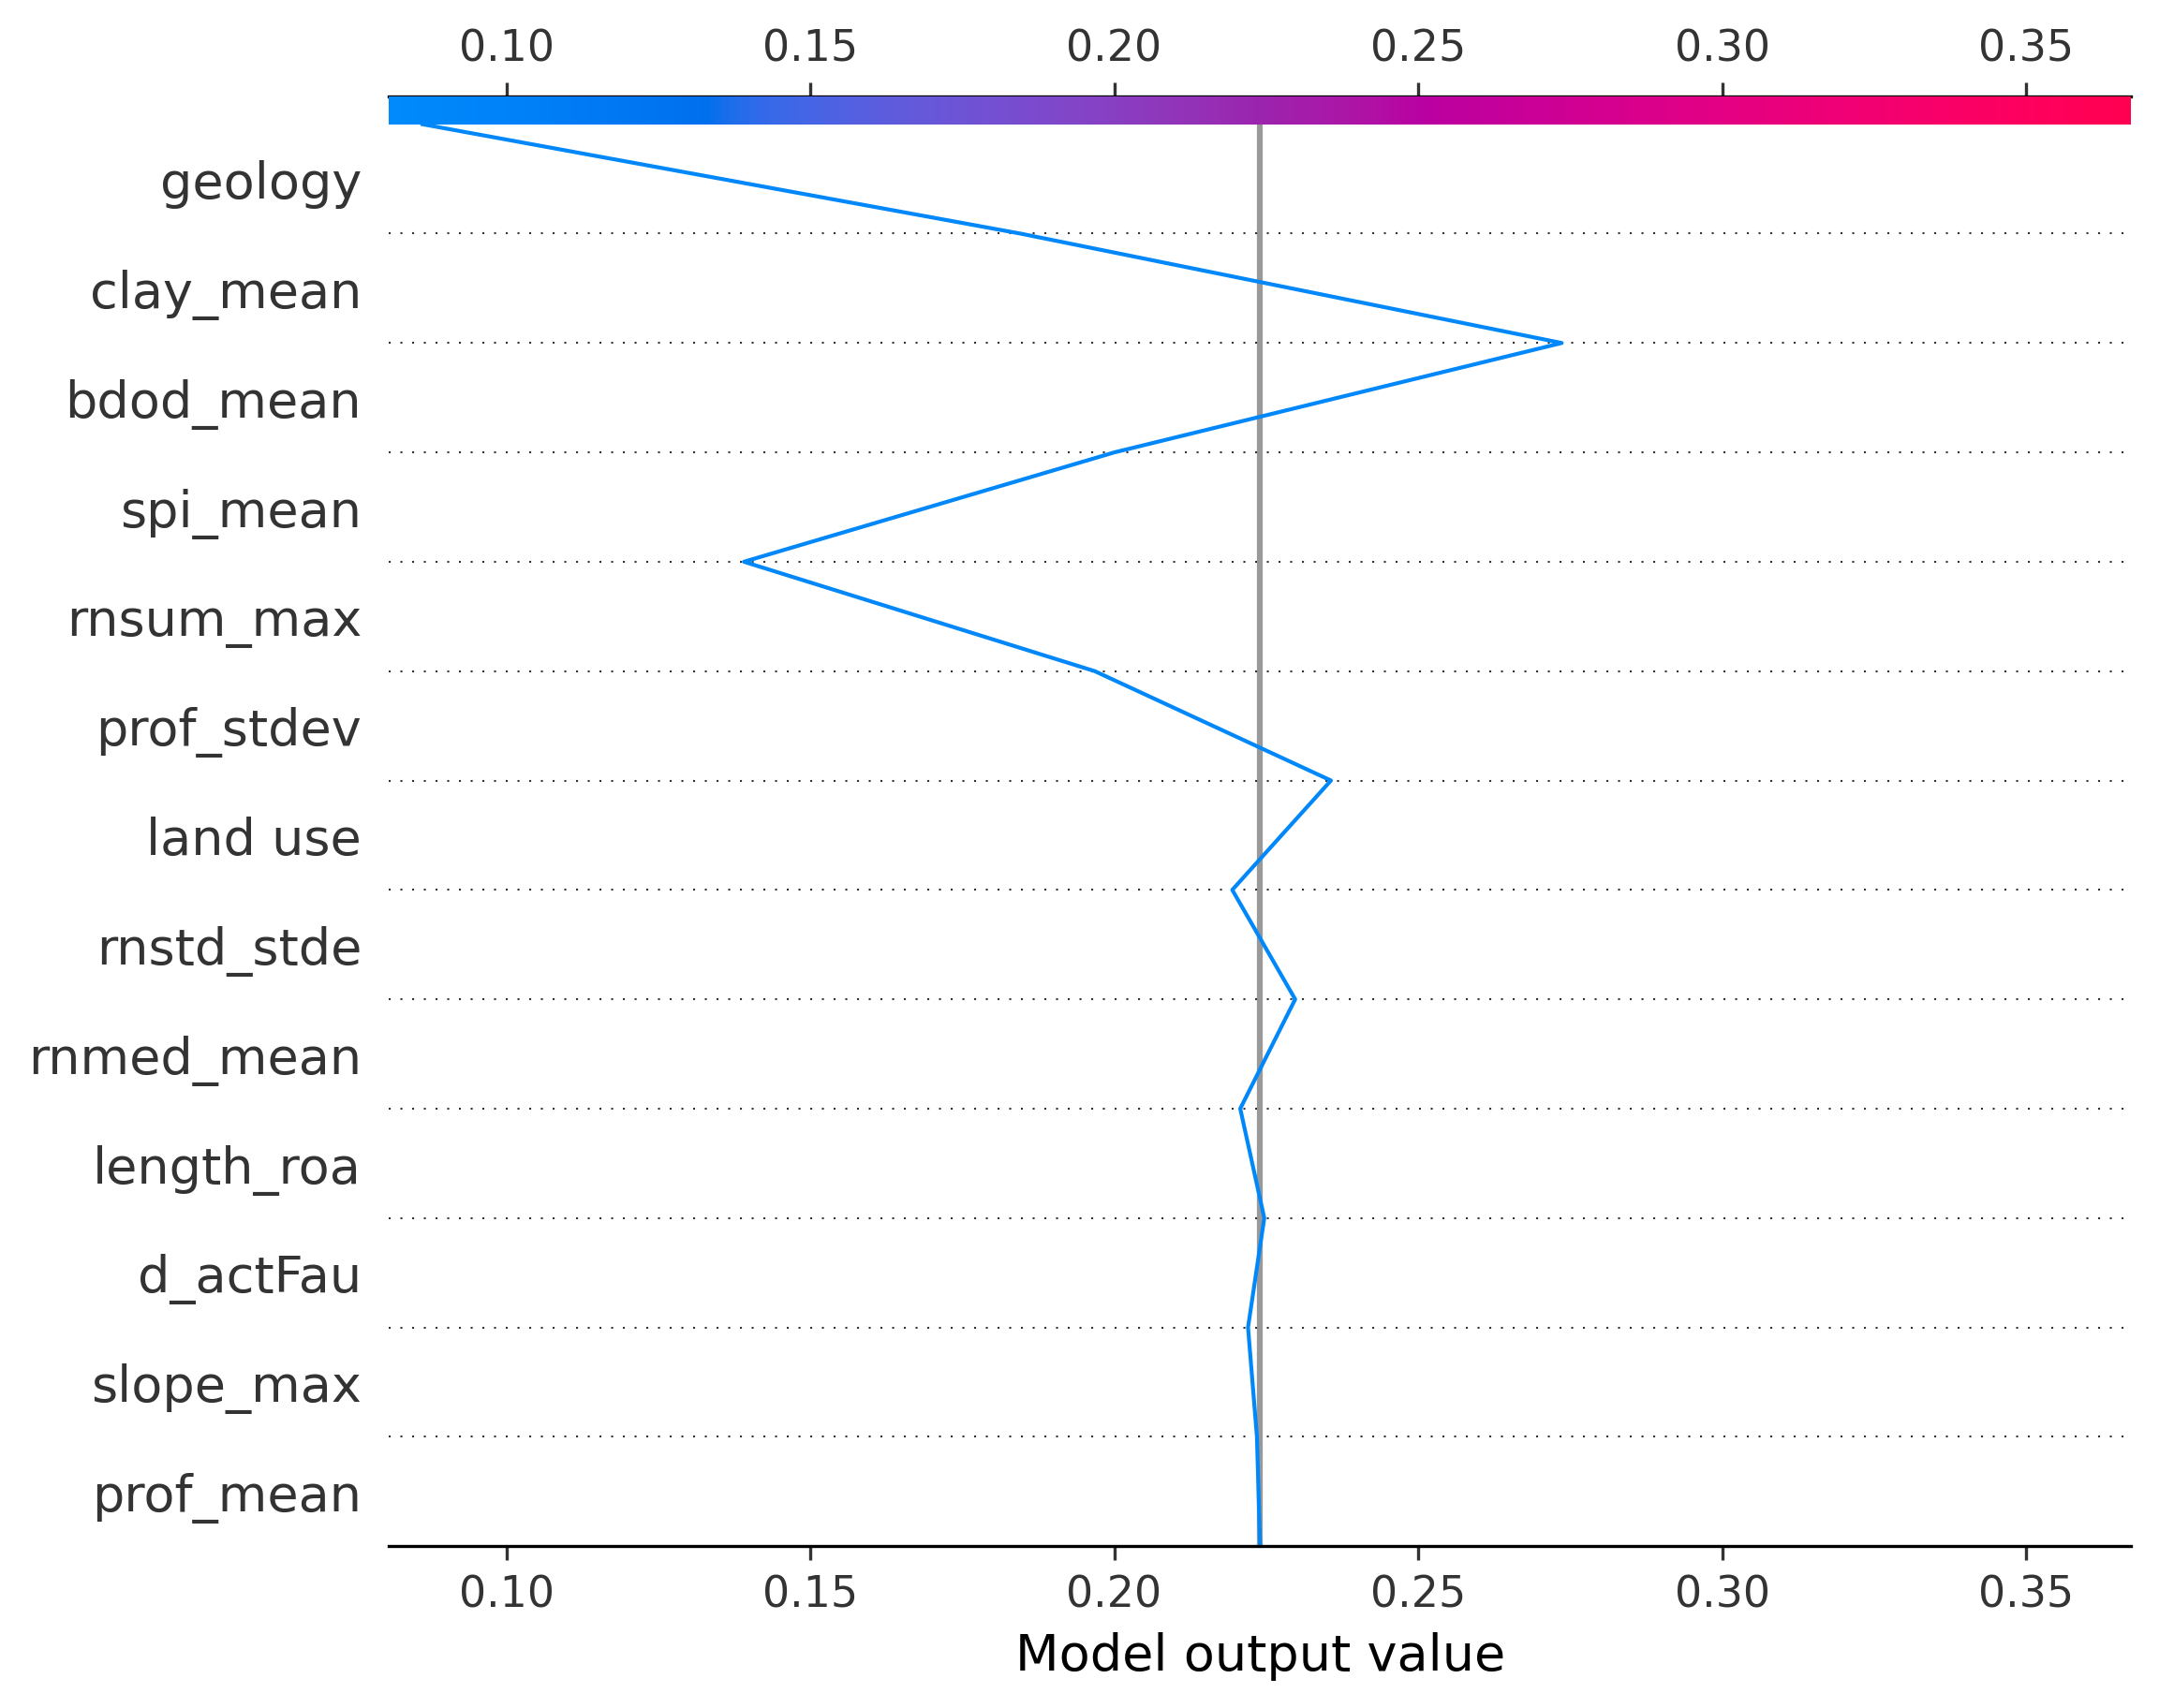 0.10 0.15 0.20 0.25 0.30 0.35
geology
clay_mean
bdod_mean
spi_mean
rnsum_max
prof_stdev
land use
rnstd_stde
rnmed_mean
length_roa
d_actFau
slope_max
prof_mean
0.10 0.15 0.20 0.25 0.30 0.35
Model output value